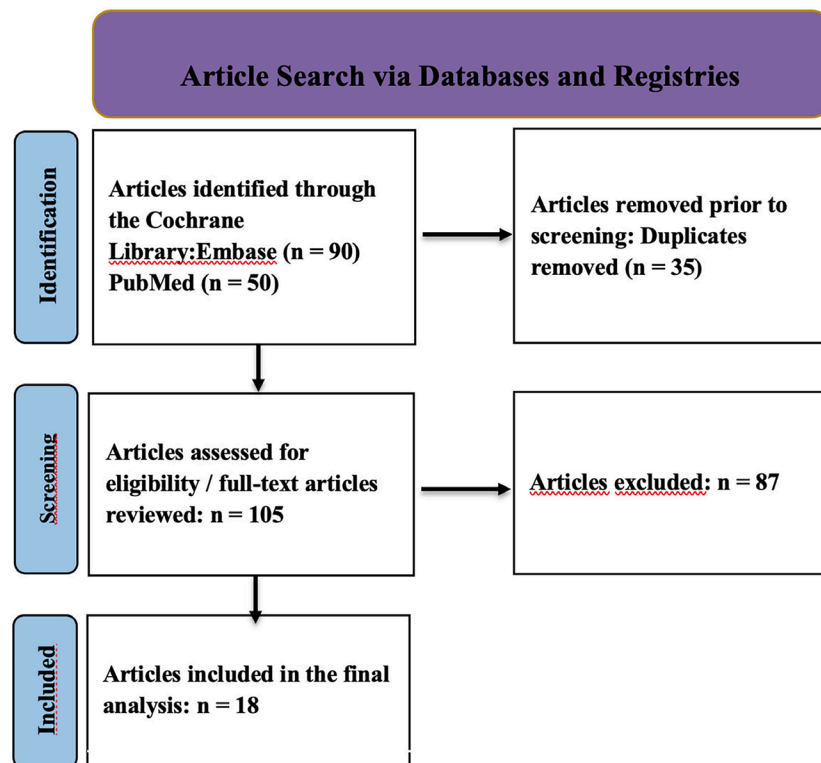 Article Search via Databases and Registries
Identification
Articles identified through
the Cochrane
Library:Embase (n = 90)
PubMed (n = 50)
Articles removed prior to
screening: Duplicates
removed (n = 35)
Screening
Articles assessed for
eligibility / full-text articles
reviewed: n = 105
Articles excluded: n = 87
Included
Articles included in the final
analysis: n = 18